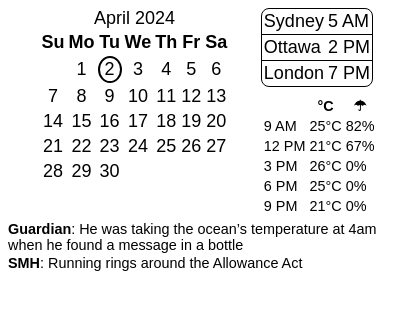 April 2024
Su Mo Tu We Th Fr Sa
1 2 3 4 5 6
7 8 9 10 11 12 13
14 15 16 17 18 19 20
21 22 23 24 25 26 27
28 29 30
Sydney 5 AM
Ottawa 2 PM
London 7 PM
°C ☂
9 AM 25°C 82%
12 PM 21°C 67%
3 PM 26°C 0%
6 PM 25°C 0%
9 PM 21°C 0%
Guardian: He was taking the ocean's temperature at 4am
when he found a message in a bottle
SMH: Running rings around the Allowance Act